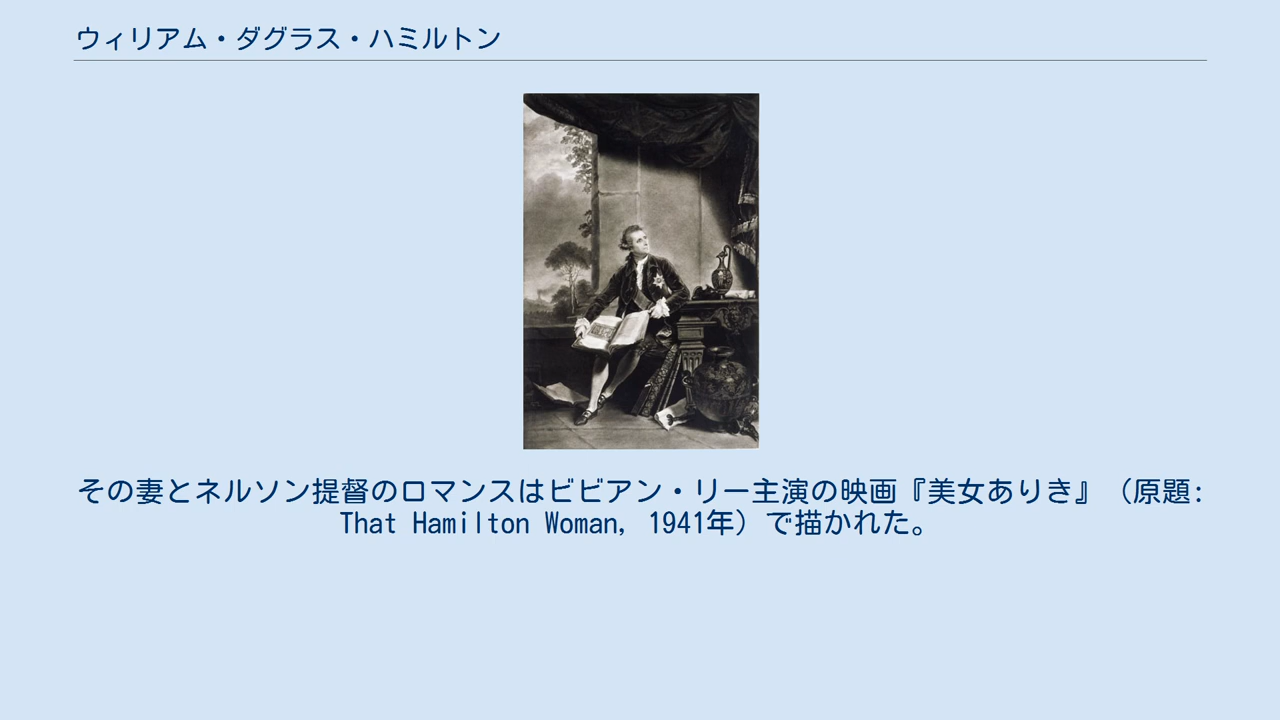 ウィリアム・ダグラス・ハミルトン
その妻とネルソン提督のロマンスはビビアン・リー主演の映画『美女ありき』（原題:
That Hamilton Woman, 1941年）で描かれた。